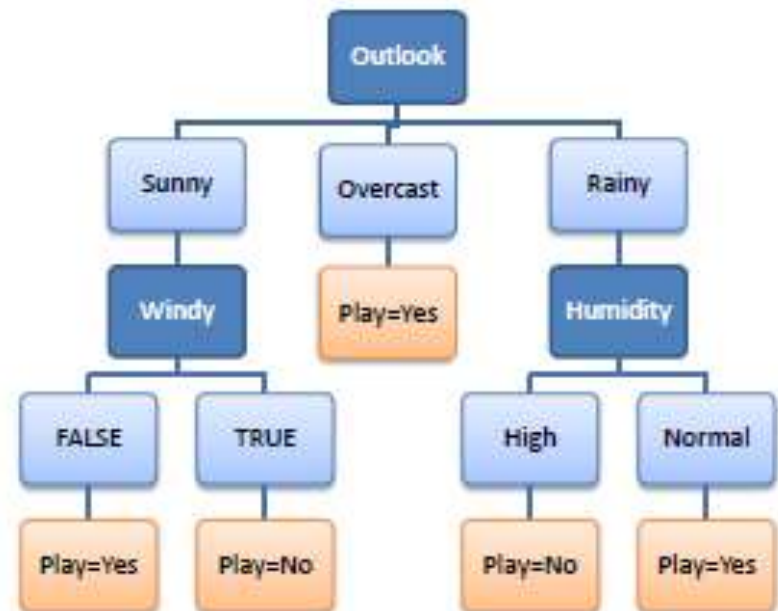 Outlook
Sunny
Overcast
Rainy
Windy
Play=Yes
Humidity
FALSE
TRUE
High
Normal
Play=Yes
Play=No
Play=No
Play=Yes